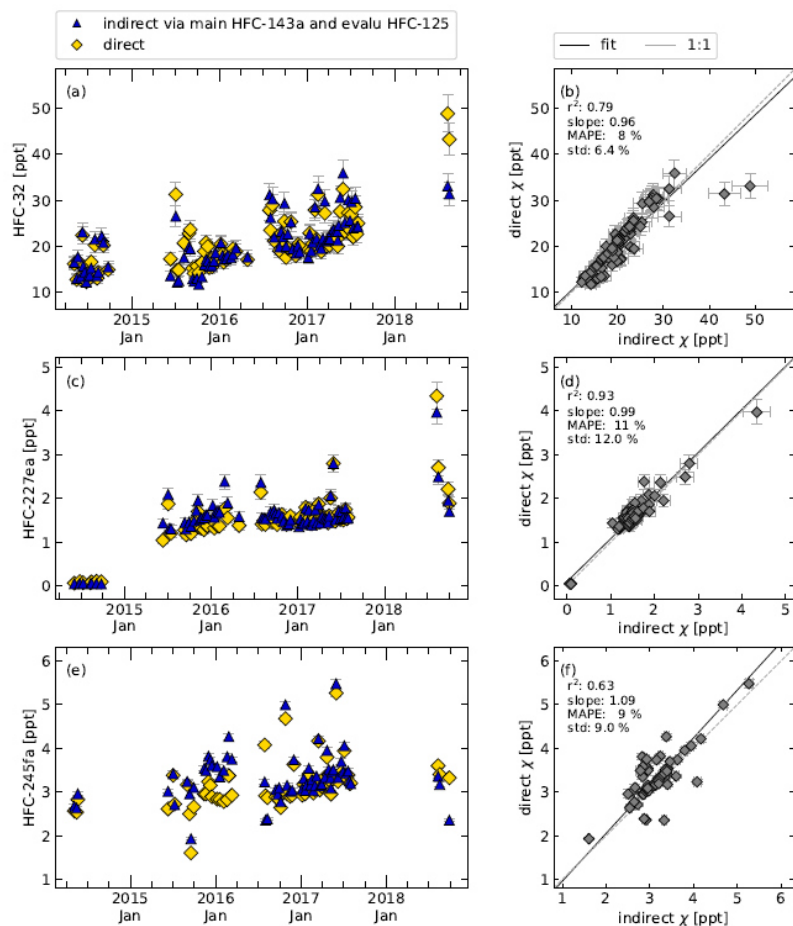 indirect via main HFC-143a and evalu HFC-125
direct
fit 1:1
(a)
HFC-32 [ppt]
50
40
30
20
10
2015 Jan 2016 Jan 2017 Jan 2018 Jan
(b)
r²: 0.79
slope: 0.96
MAPE: 8 %
std: 6.4 %
direct χ [ppt]
50
40
30
20
10
10 20 30 40 50
indirect χ [ppt]
(c)
HFC-227ea [ppt]
5
4
3
2
1
0
2015 Jan 2016 Jan 2017 Jan 2018 Jan
(d)
r²: 0.93
slope: 0.99
MAPE: 11 %
std: 12.0 %
direct χ [ppt]
5
4
3
2
1
0
0 1 2 3 4 5
indirect χ [ppt]
(e)
HFC-245fa [ppt]
6
5
4
3
2
1
2015 Jan 2016 Jan 2017 Jan 2018 Jan
(f)
r²: 0.63
slope: 1.09
MAPE: 9 %
std: 9.0 %
direct χ [ppt]
6
5
4
3
2
1
1 2 3 4 5 6
indirect χ [ppt]